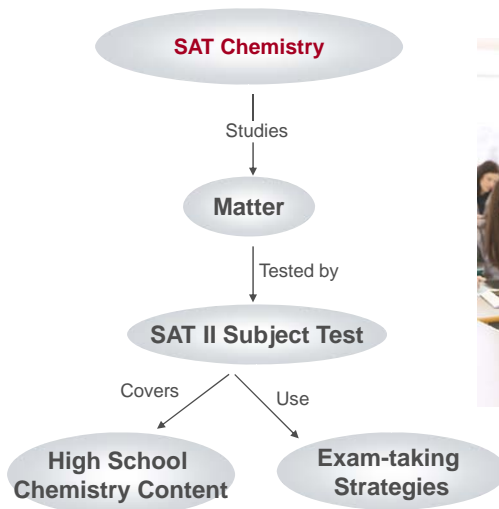 SAT Chemistry
Studies
Matter
Tested by
SAT II Subject Test
Covers
Use
High School
Chemistry Content
Exam-taking
Strategies